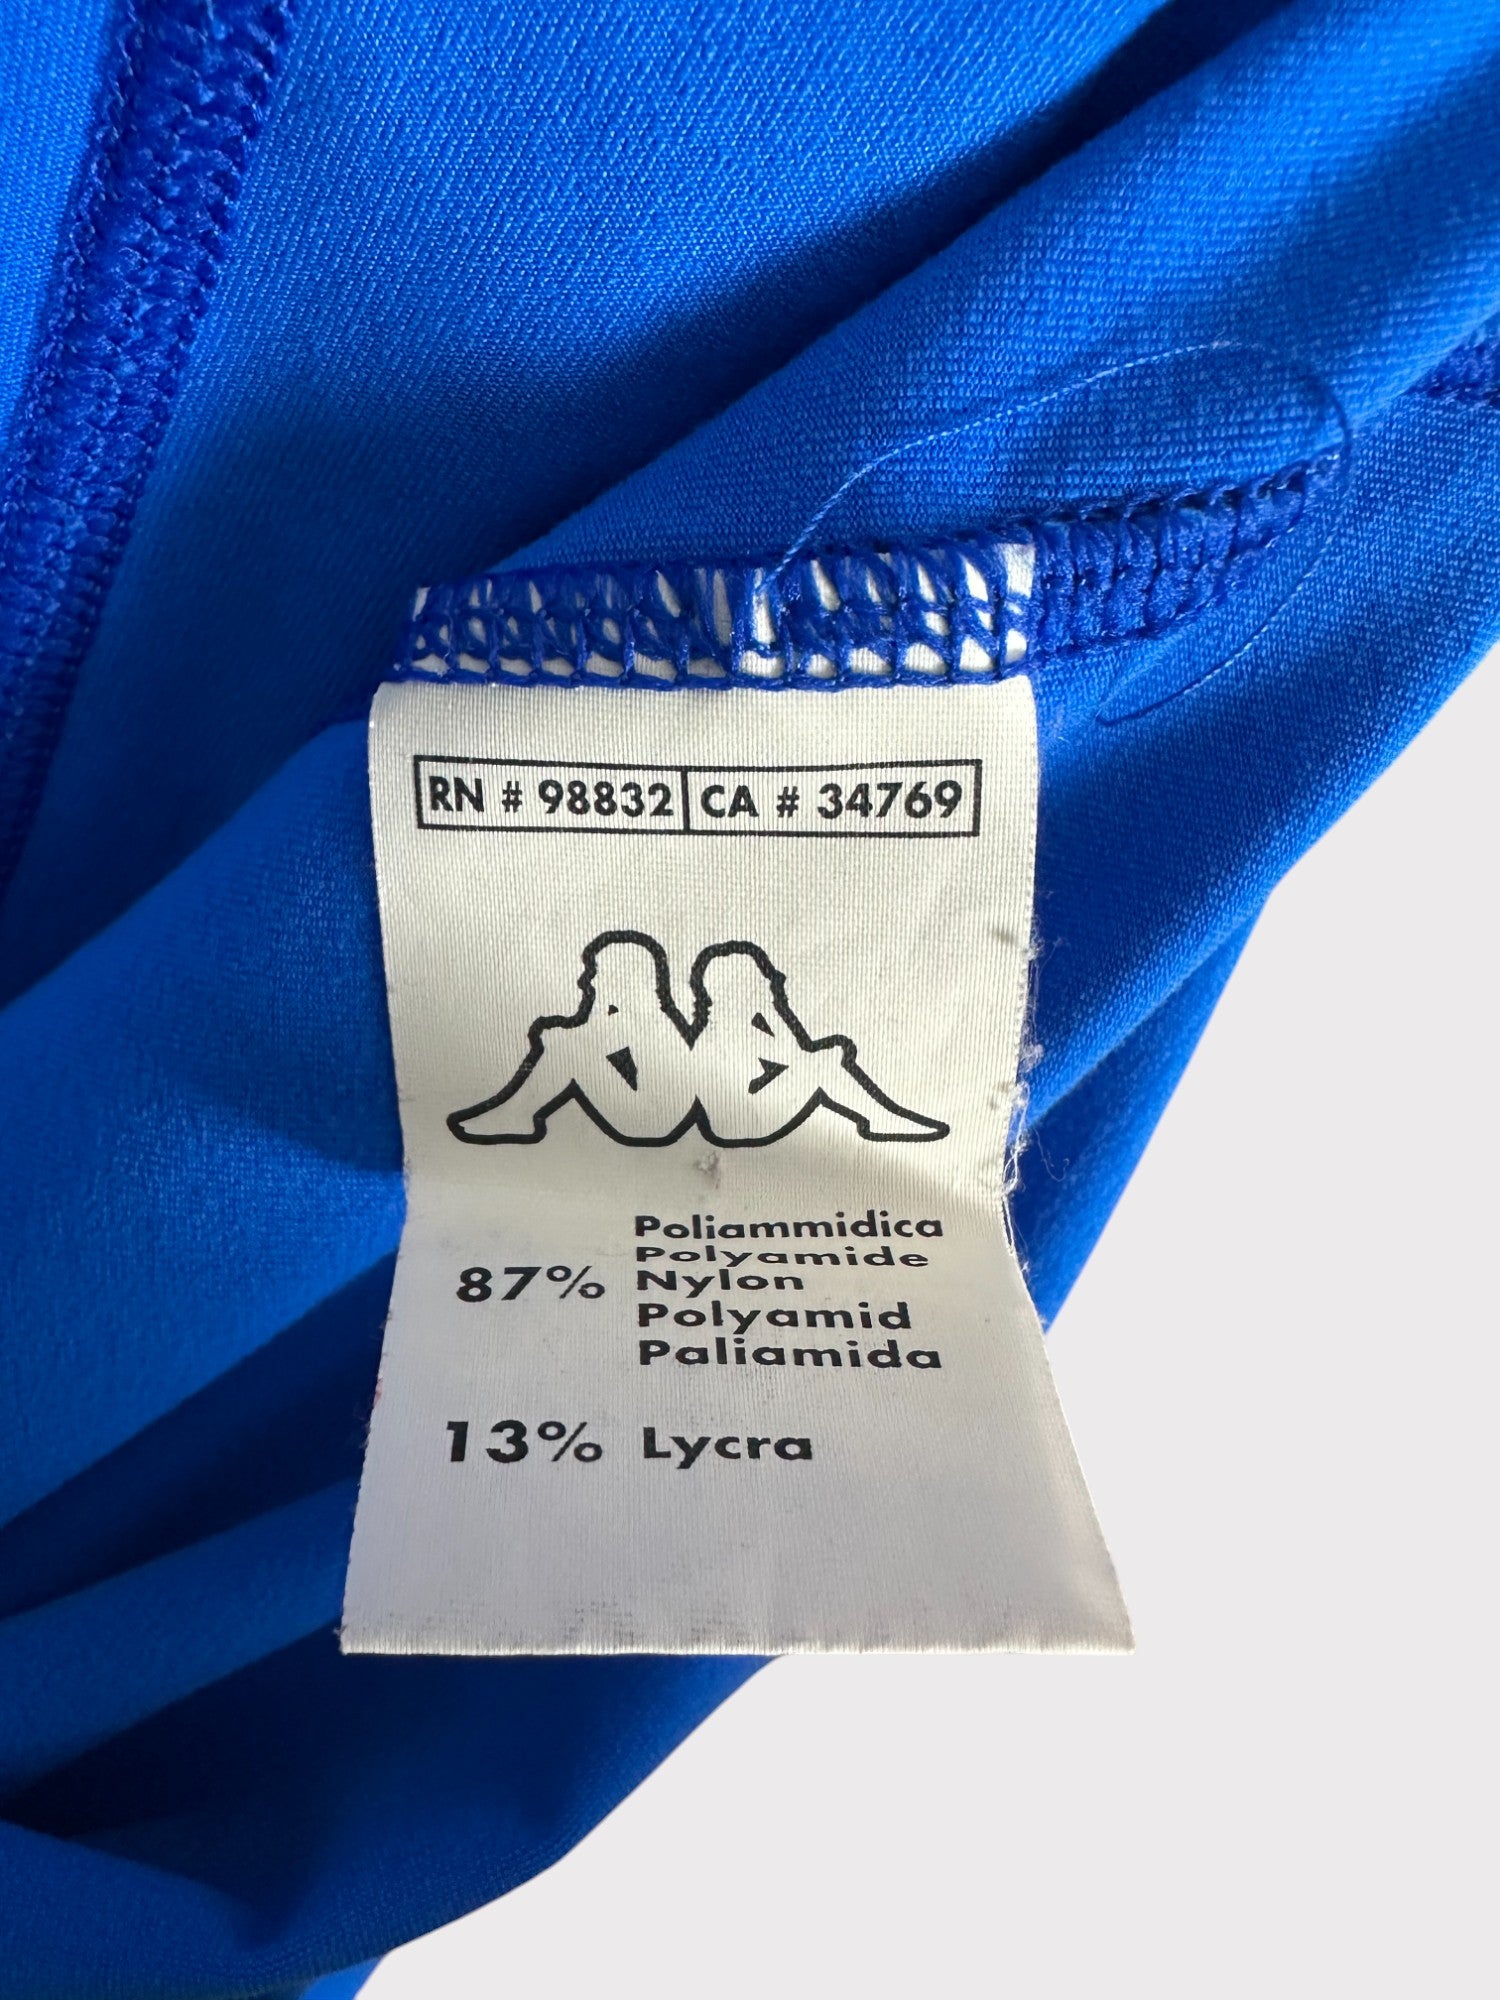 RN # 98832 CA # 34769
Poliammidica
Polyamide
87% Nylon
Polyamid
Paliamida
13% Lycra